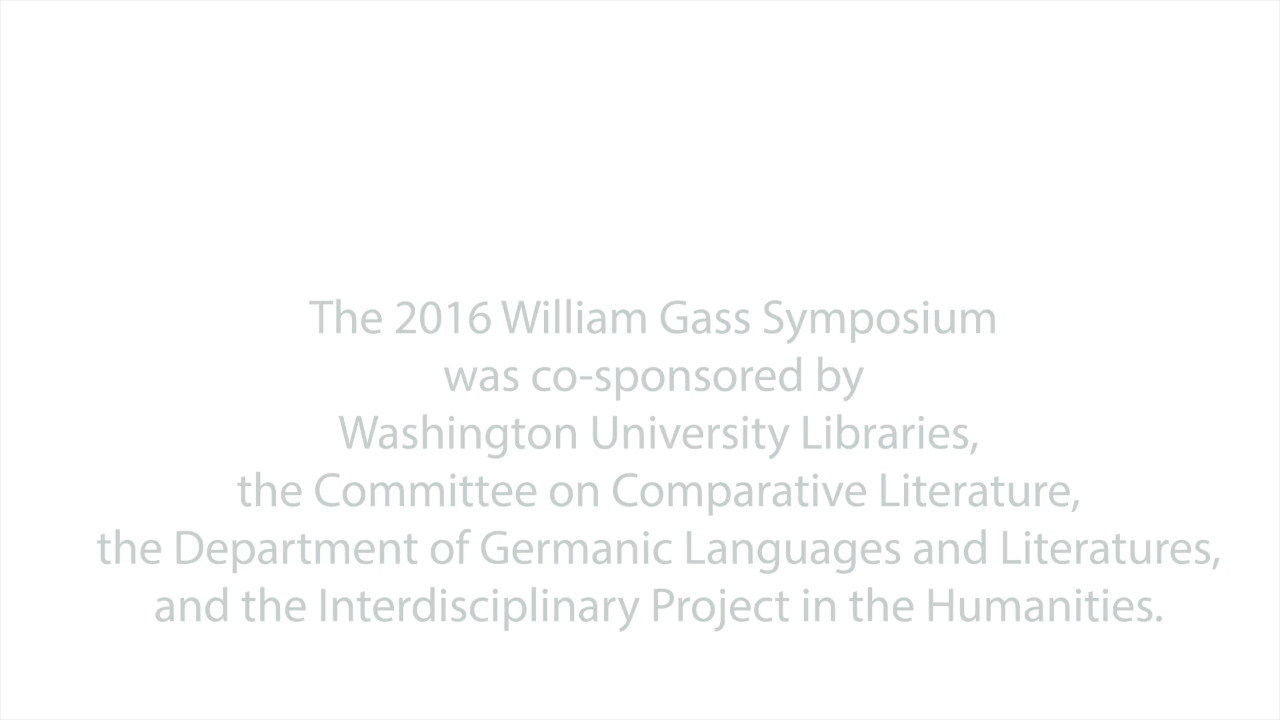 The 2016 William Gass Symposium
was co-sponsored by
Washington University Libraries,
the Committee on Comparative Literature,
the Department of Germanic Languages and Literatures,
and the Interdisciplinary Project in the Humanities.